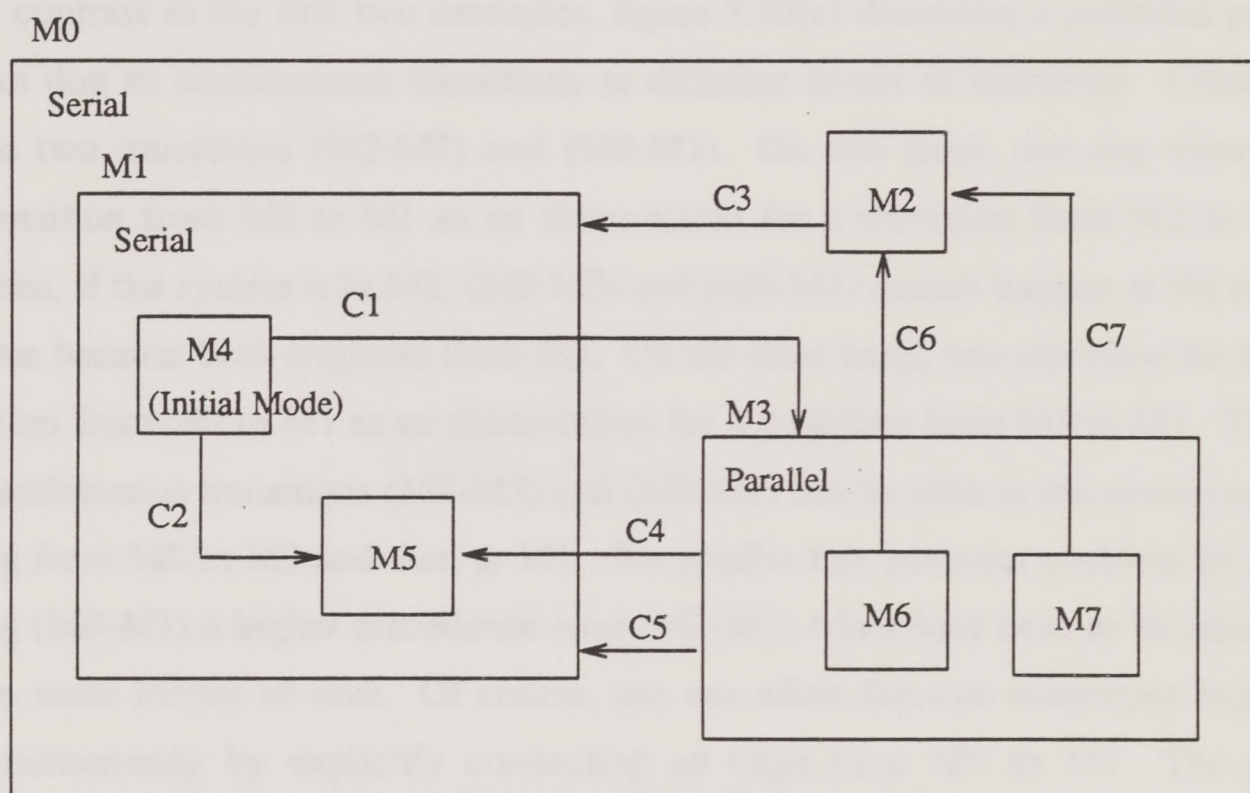 M0
Serial
M1
Serial
M4
(Initial Mode)
C1
C2
M5
C3
M2
C6
C7
M3
Parallel
C4
C5
M6
M7